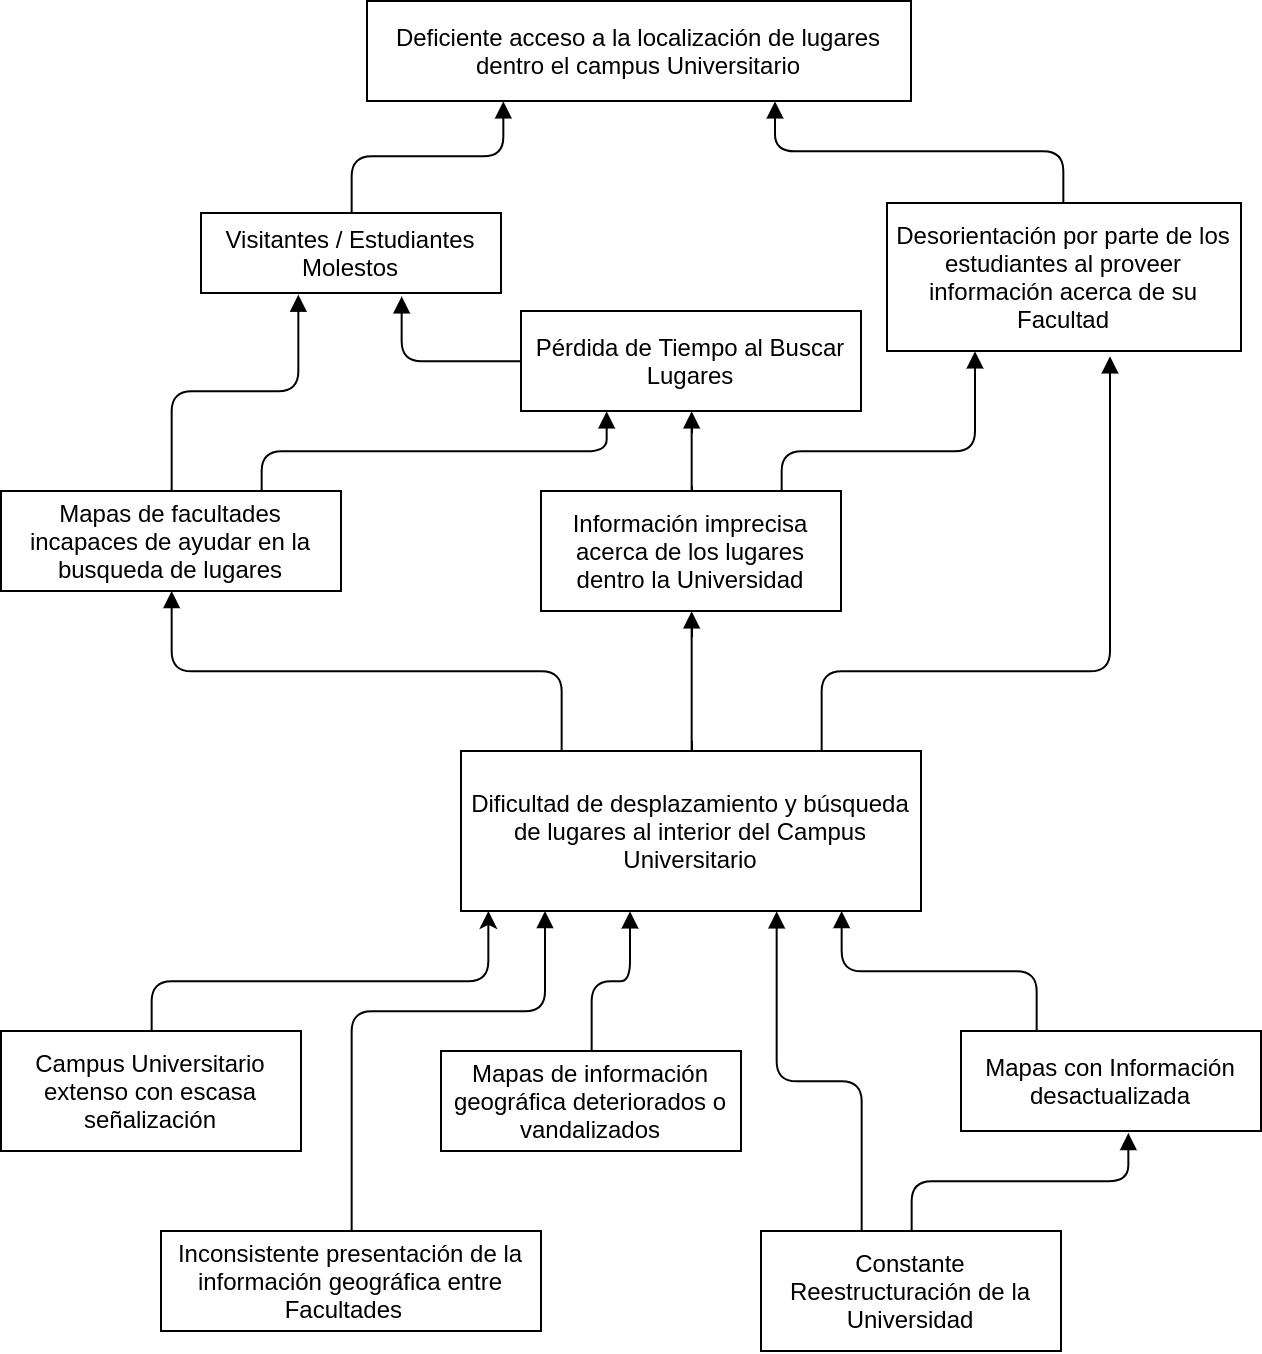 Deficiente acceso a la localización de lugares
dentro el campus Universitario
Visitantes / Estudiantes
Molestos
Desorientación por parte de los
estudiantes al proveer
información acerca de su
Facultad
Pérdida de Tiempo al Buscar
Lugares
Mapas de facultades
incapaces de ayudar en la
busqueda de lugares
Información imprecisa
acerca de los lugares
dentro la Universidad
Dificultad de desplazamiento y búsqueda
de lugares al interior del Campus
Universitario
Campus Universitario
extenso con escasa
señalización
Mapas de información
geográfica deteriorados o
vandalizados
Mapas con Información
desactualizada
Inconsistente presentación de la
información geográfica entre
Facultades
Constante
Reestructuración de la
Universidad